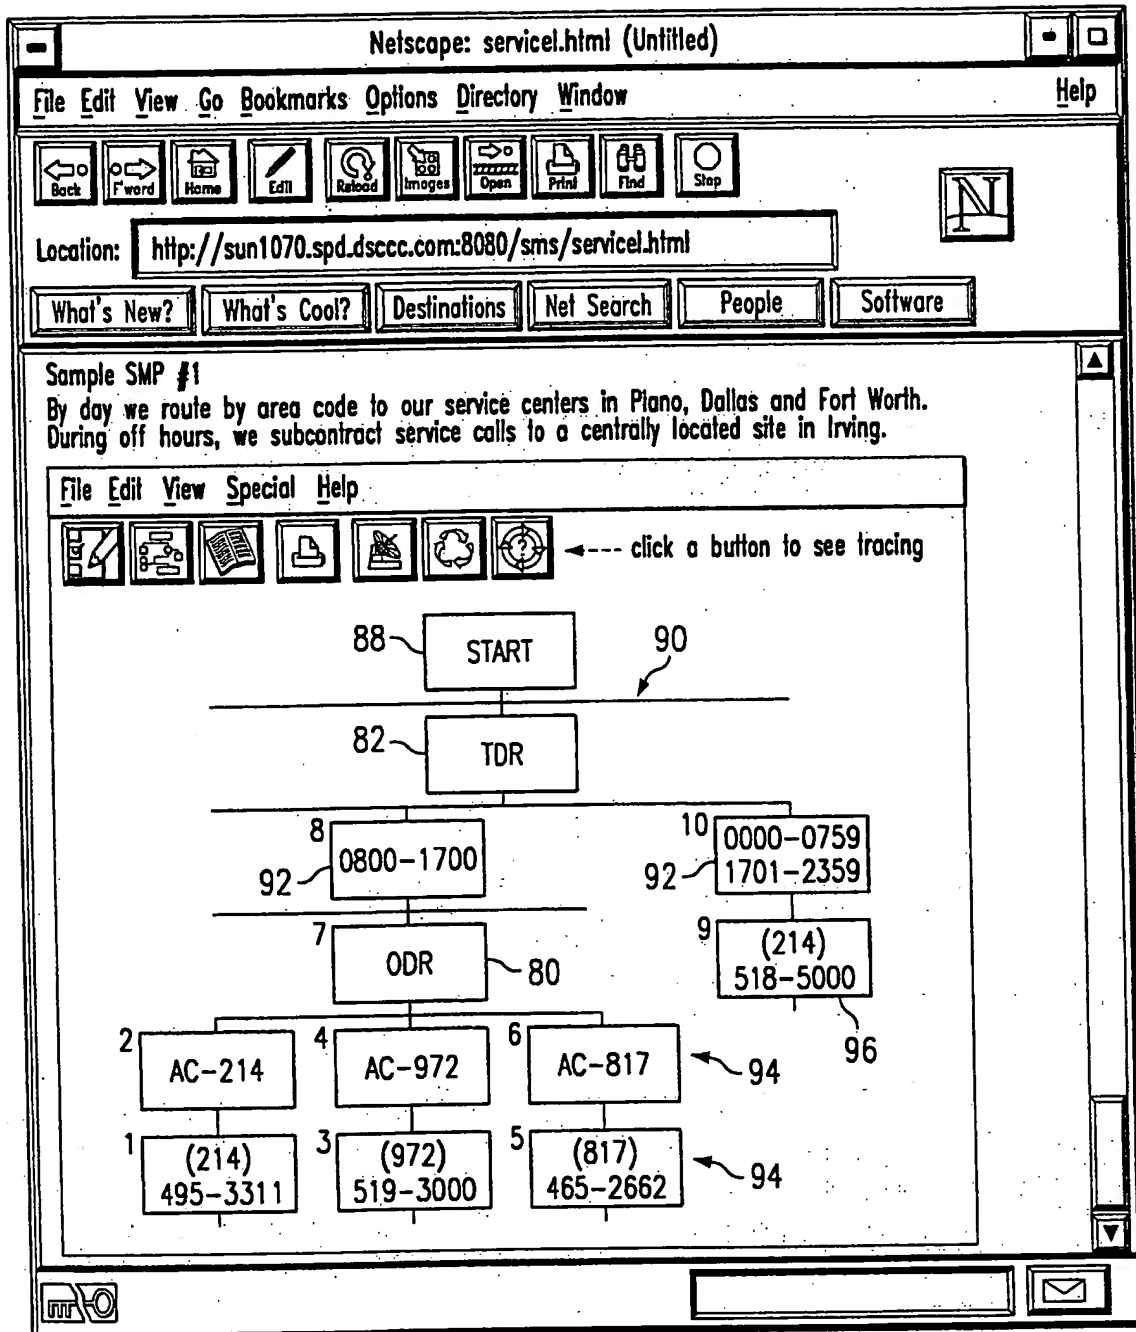 Netscape: servicel.html (Untitled)
File Edit View Go Bookmarks Options Directory Window Help
Back F'word Home Edit Reload Images Open Print Find Stop
N
Location: http://sun1070.spd.dsccc.com:8080/sms/servicel.html
What's New? What's Cool? Destinations Net Search People Software
Sample SMP #1
By day we route by area code to our service centers in Plano, Dallas and Fort Worth.
During off hours, we subcontract service calls to a centrally located site in Irving.
File Edit View Special Help
? click a button to see tracing
88 START 90
82 TDR
8 0800-1700 92
10 0000-0759
92 1701-2359
7 ODR 80
9 (214)
518-5000
96
2 AC-214 4 AC-972 6 AC-817 94
1 (214) 3 (972) 5 (817) 94
495-3311 519-3000 465-2662